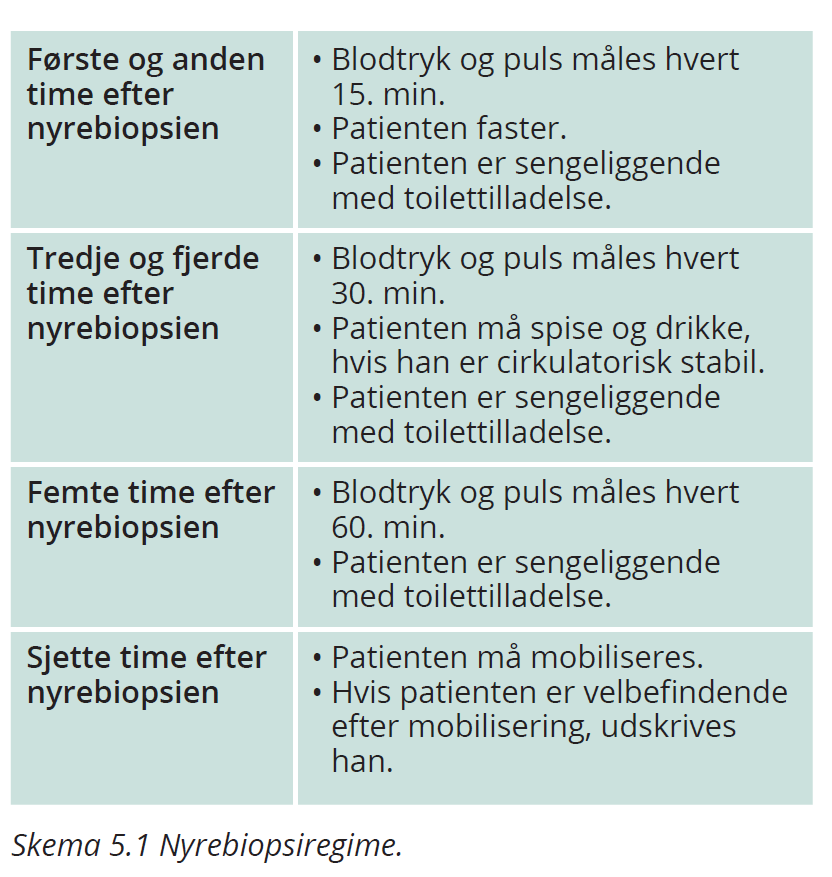 Første og anden
time efter
nyrebiopsien
• Blodtryk og puls måles hvert
15. min.
• Patienten faster.
• Patienten er sengeliggende
med toilettilladelse.
Tredje og fjerde
time efter
nyrebiopsien
• Blodtryk og puls måles hvert
30. min.
• Patienten må spise og drikke,
hvis han er cirkulatorisk stabil.
• Patienten er sengeliggende
med toilettilladelse.
Femte time efter
nyrebiopsien
• Blodtryk og puls måles hvert
60. min.
• Patienten er sengeliggende
med toilettilladelse.
Sjette time efter
nyrebiopsien
• Patienten må mobiliseres.
• Hvis patienten er velbefindende
efter mobilisering, udskrives
han.
Skema 5.1 Nyrebiopsiregime.